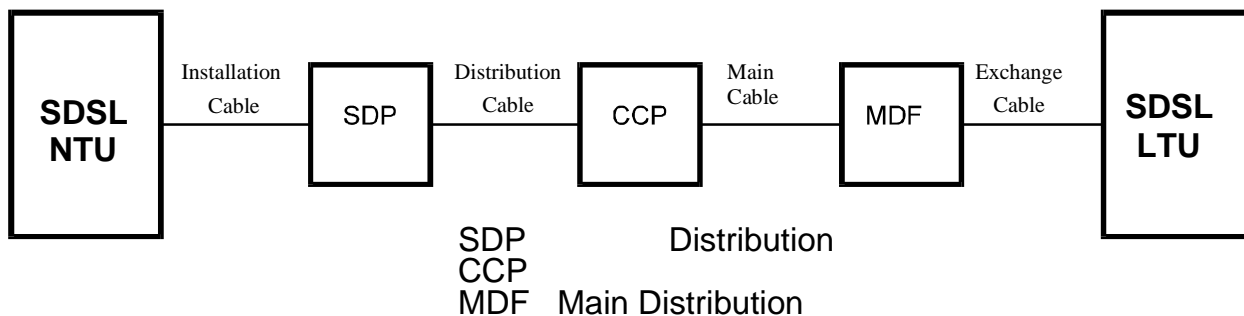 SDSL
NTU
Installation
Cable
SDP
Distribution
Cable
CCP
Main
Cable
MDF
Exchange
Cable
SDSL
LTU
SDP Distribution
CCP
MDF Main Distribution